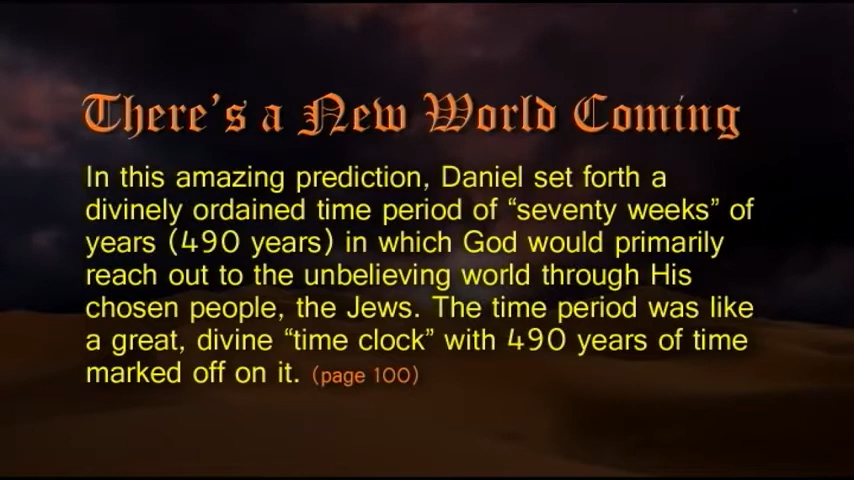 There's a New World Coming
In this amazing prediction, Daniel set forth a
divinely ordained time period of “seventy weeks” of
years (490 years) in which God would primarily
reach out to the unbelieving world through His
chosen people, the Jews. The time period was like
a great, divine “time clock” with 490 years of time
marked off on it. (page 100)